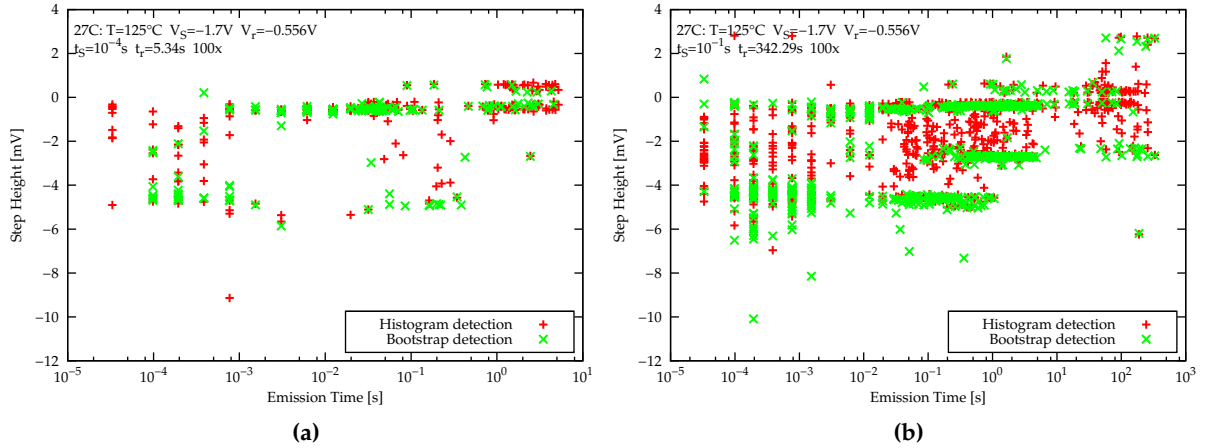 27C: T=125°C V_S=−1.7V V_r=−0.556V
t_S=10^−4s t_r=5.34s 100x
Step Height [mV]
4
2
0
−2
−4
−6
−8
−10
−12
Histogram detection
Bootstrap detection
10^−5 10^−4 10^−3 10^−2 10^−1 10^0 10^1
Emission Time [s]
(a)
27C: T=125°C V_S=−1.7V V_r=−0.556V
t_S=10^−1s t_r=342.29s 100x
Step Height [mV]
4
2
0
−2
−4
−6
−8
−10
−12
Histogram detection
Bootstrap detection
10^−5 10^−4 10^−3 10^−2 10^−1 10^0 10^1 10^2 10^3
Emission Time [s]
(b)